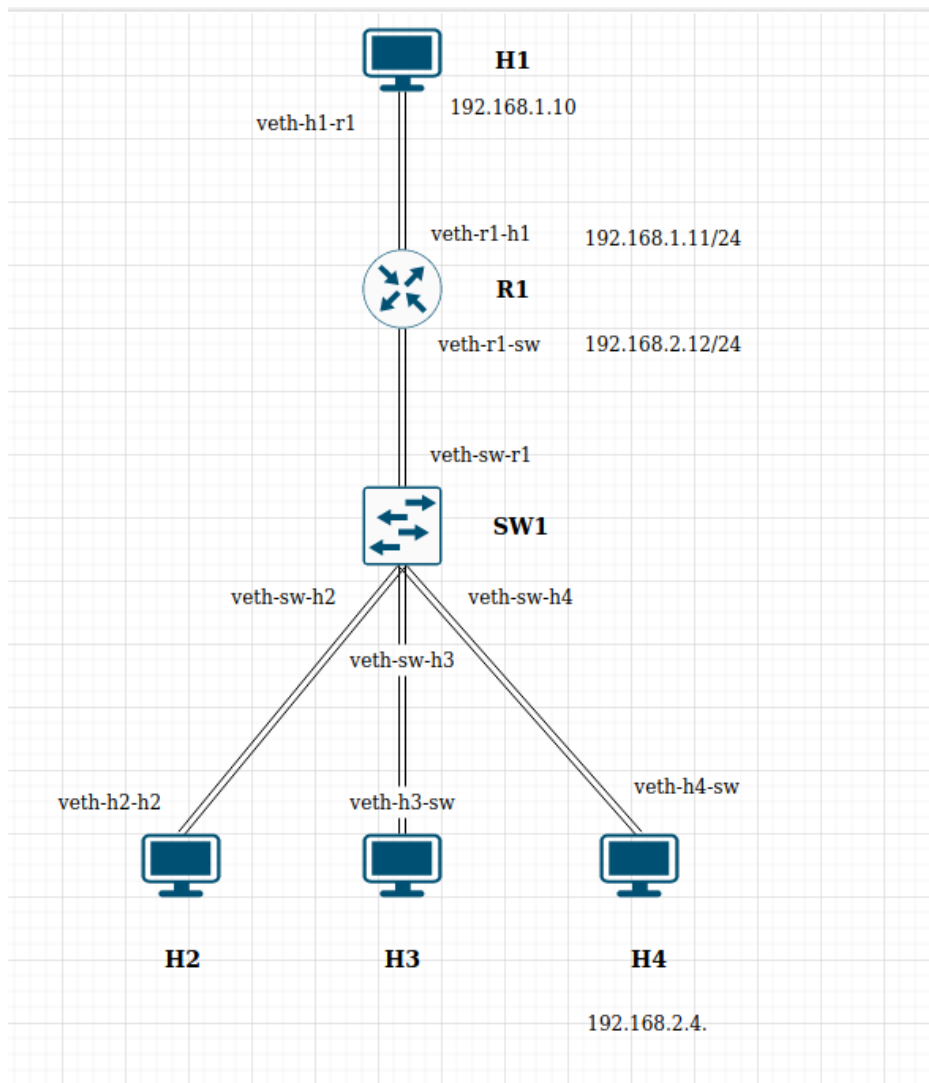 H1
192.168.1.10
veth-h1-r1
veth-r1-h1
192.168.1.11/24
R1
veth-r1-sw
192.168.2.12/24
veth-sw-r1
SW1
veth-sw-h2
veth-sw-h4
veth-sw-h3
veth-h4-sw
veth-h2-h2
veth-h3-sw
H2
H3
H4
192.168.2.4.